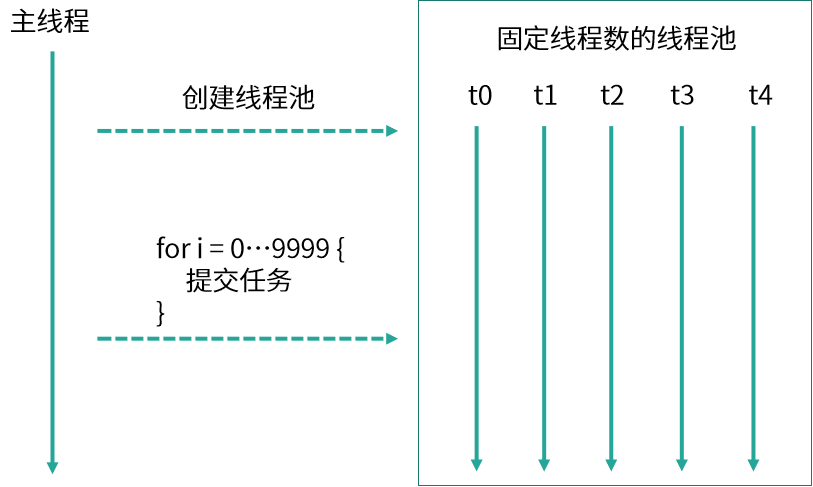 主线程
固定线程数的线程池
创建线程池
t0 t1 t2 t3 t4
for i = 0…9999 {
提交任务
}